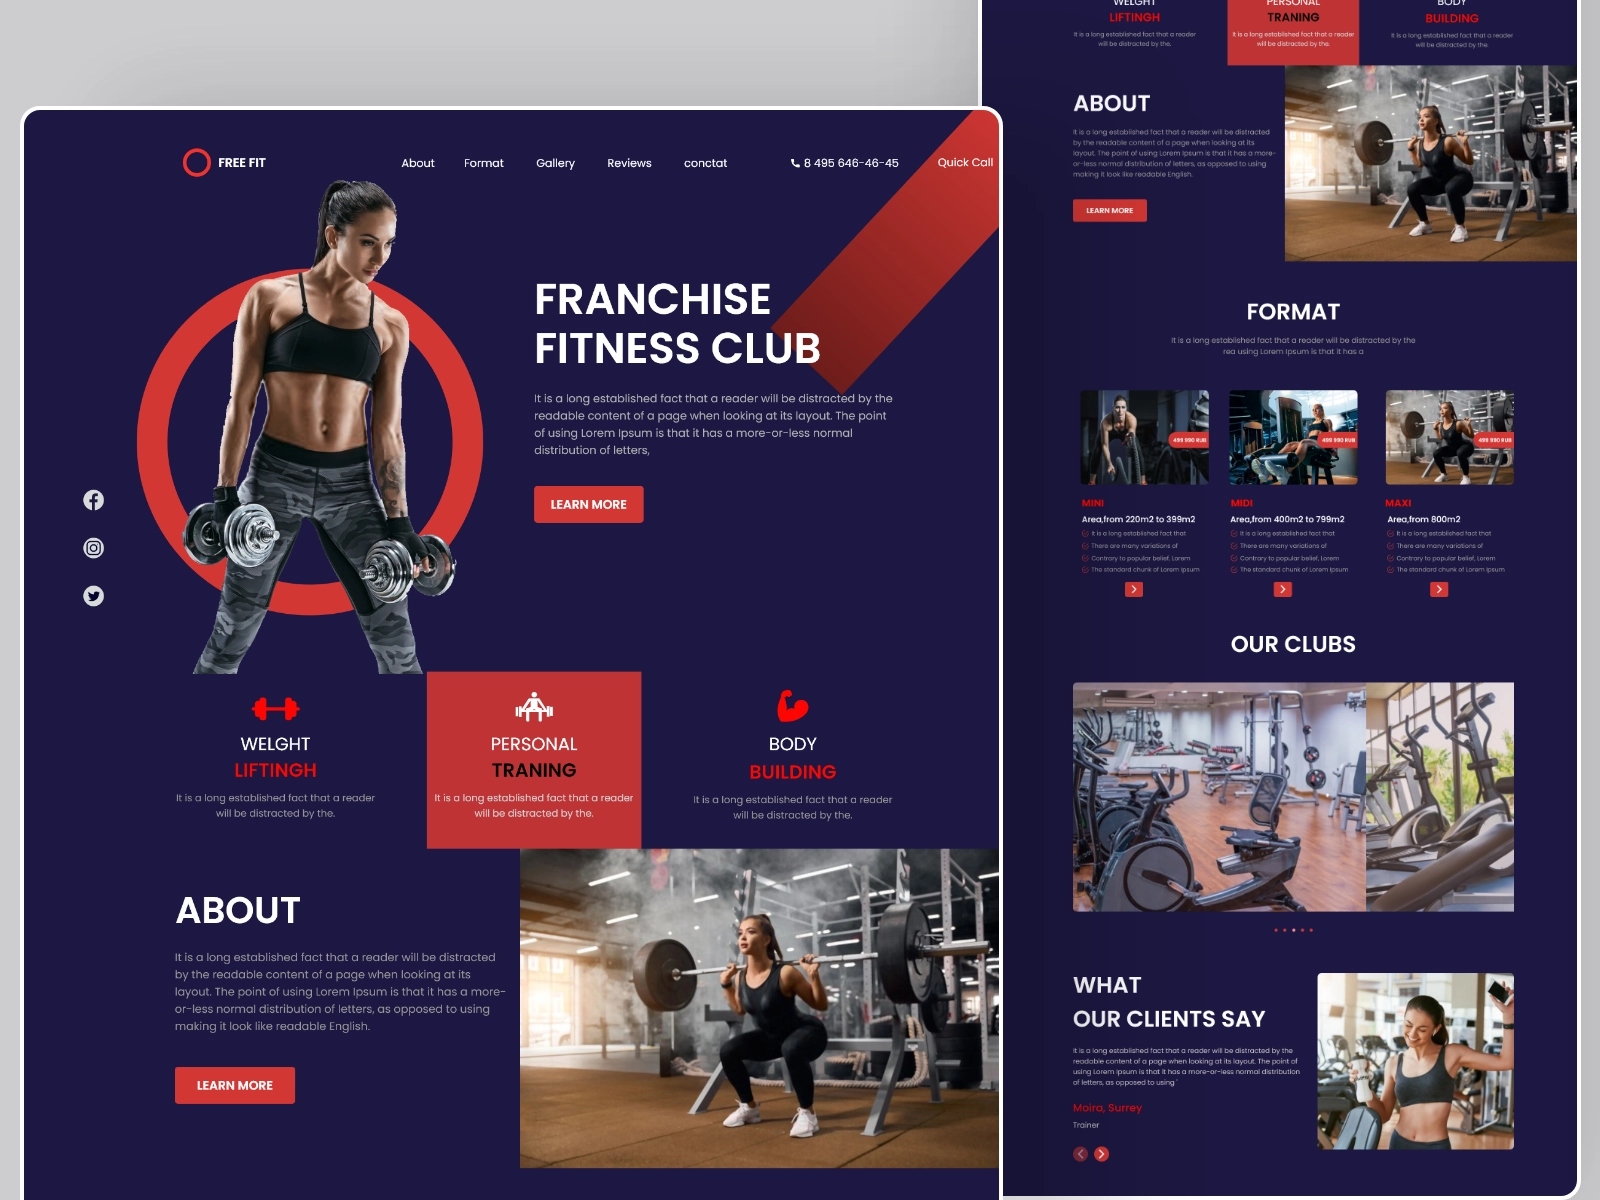 FREE FIT
About
Format
Gallery
Reviews
conctat
8 495 646-46-45
Quick Call
FRANCHISE
FITNESS CLUB
It is a long established fact that a reader will be distracted by the
readable content of a page when looking at its layout. The point
of using Lorem Ipsum is that it has a more-or-less normal
distribution of letters,
LEARN MORE
WELGHT
LIFTINGH
It is a long established fact that a reader
will be distracted by the.
PERSONAL
TRANING
It is a long established fact that a reader
will be distracted by the.
BODY
BUILDING
It is a long established fact that a reader
will be distracted by the.
ABOUT
It is a long established fact that a reader will be distracted
by the readable content of a page when looking at its
layout. The point of using Lorem Ipsum is that it has a more-
or-less normal distribution of letters, as opposed to using
making it look like readable English.
LEARN MORE
WELGHT
LIFTINGH
It is a long established fact that a reader
will be distracted by the.
PERSONAL
TRANING
It is a long established fact that a reader
will be distracted by the.
BODY
BUILDING
It is a long established fact that a reader
will be distracted by the.
ABOUT
It is a long established fact that a reader will be distracted
by the readable content of a page when looking at its
layout. The point of using Lorem Ipsum is that it has a more-
or-less normal distribution of letters, as opposed to using
making it look like readable English.
LEARN MORE
FORMAT
It is a long established fact that a reader will be distracted by the
rea using Lorem Ipsum is that it has a
499 990 RUB
MINI
Area,from 220m2 to 399m2
It is a long established fact that
There are many variations of
Contrary to popular belief, Lorem
The standard chunk of Lorem Ipsum
499 990 RUB
MIDI
Area,from 400m2 to 799m2
It is a long established fact that
There are many variations of
Contrary to popular belief, Lorem
The standard chunk of Lorem Ipsum
499 990 RUB
MAXI
Area,from 800m2
It is a long established fact that
There are many variations of
Contrary to popular belief, Lorem
The standard chunk of Lorem Ipsum
OUR CLUBS
WHAT
OUR CLIENTS SAY
It is a long established fact that a reader will be distracted by the
readable content of a page when looking at its layout. The point of
using Lorem Ipsum is that it has a more-or-less normal distribution
of letters, as opposed to using '
Moira, Surrey
Trainer